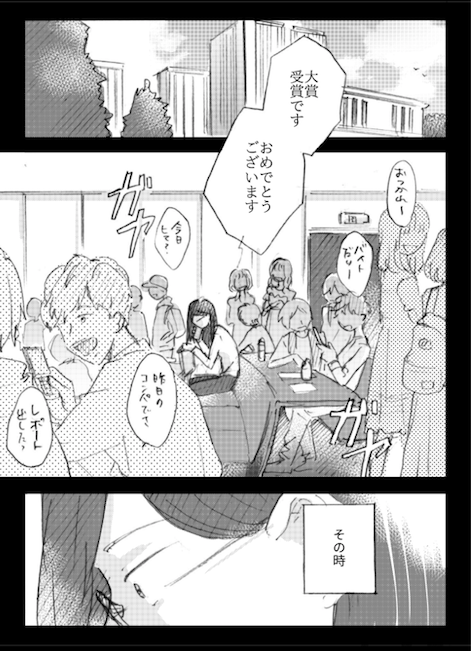 大賞
受賞です
おめでとう
ございます
おつかれ〜
バイト
だりー
ガヤ
今日
ヒマ?
昨日の
コンパでさ
レポート
出した?
ガヤ
その時